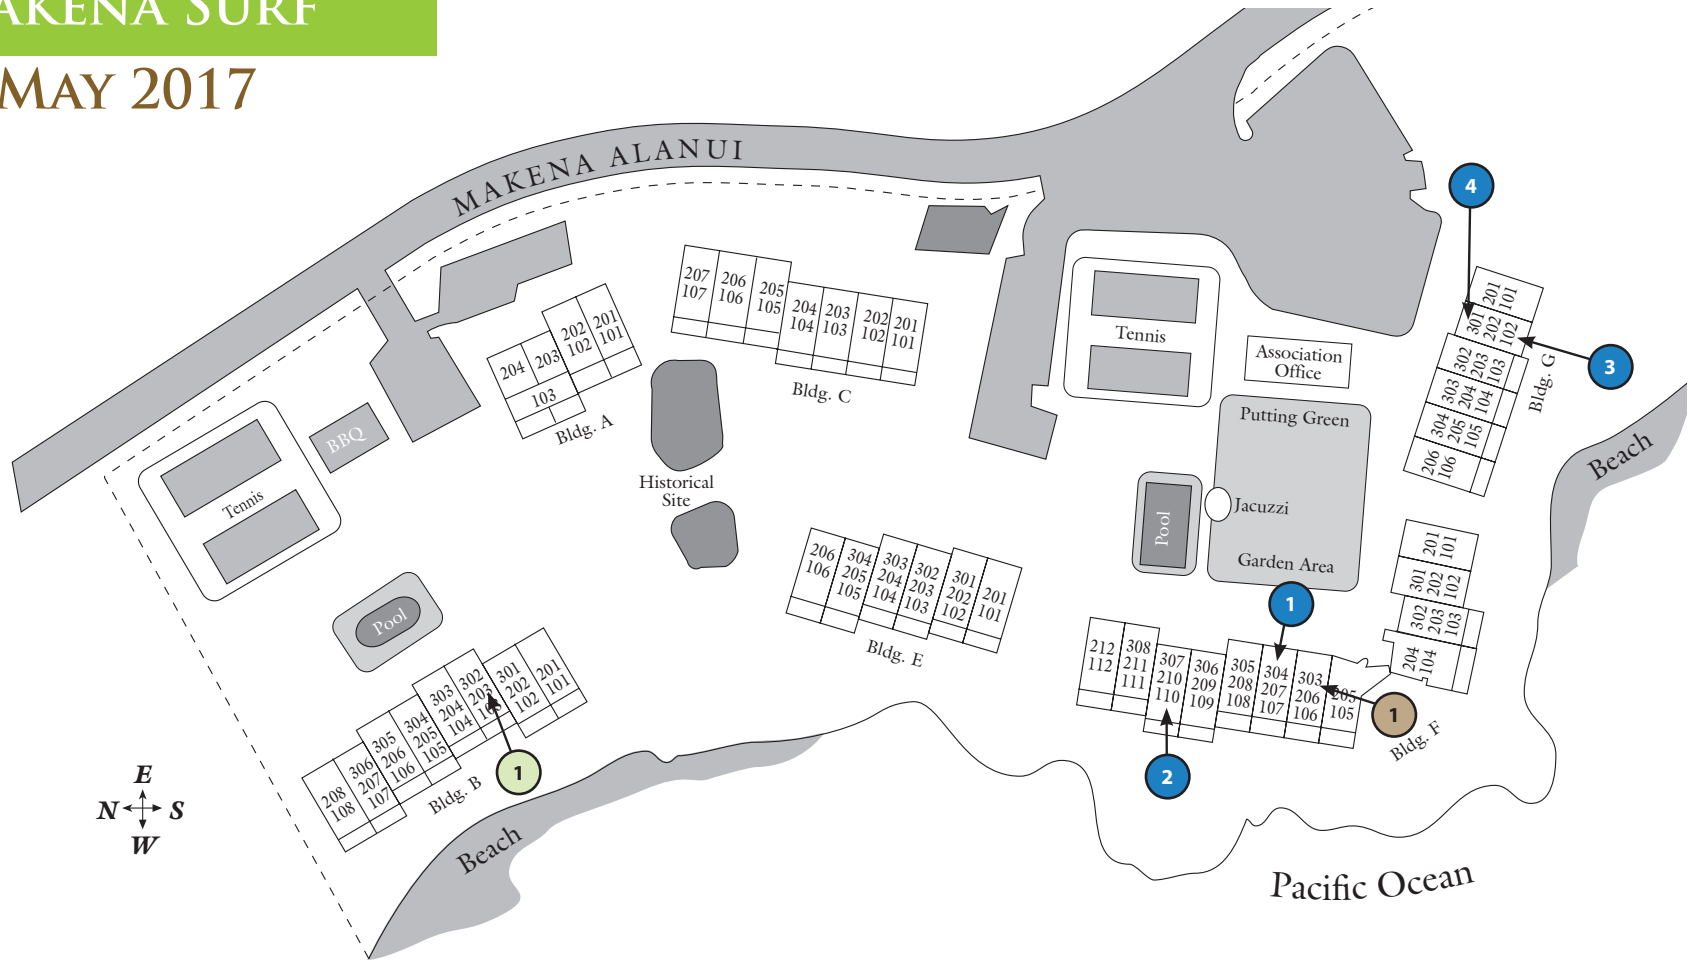 AKENA SURF
MAY 2017
MAKENA ALANUI
207 206 205 204 203 202 201
107 106 105 104 103 102 101
Bldg. C
204 203 202 201
103 102 101
Bldg. A
BBQ
Tennis
Historical
Site
Pool
Tennis
Association
Office
Putting Green
Jacuzzi
Garden Area
Pool
4
3
201
101
301
202
102
302
203
103
303
204
104
304
205
105
206
106
Bldg. G
Beach
201
101
301
202
102
302
203
103
204
104
206
106
304
205
105
303
204
104
302
203
103
301
202
102
201
101
Bldg. E
1
212
112
308
211
111
307
210
110
306
209
109
305
208
108
304
207
107
303
206
106
205
105
1
Bldg. F
2
208
108
306
207
107
305
206
106
304
205
105
303
204
104
302
203
103
301
202
102
201
101
1
Bldg. B
Beach
E
N S
W
Pacific Ocean